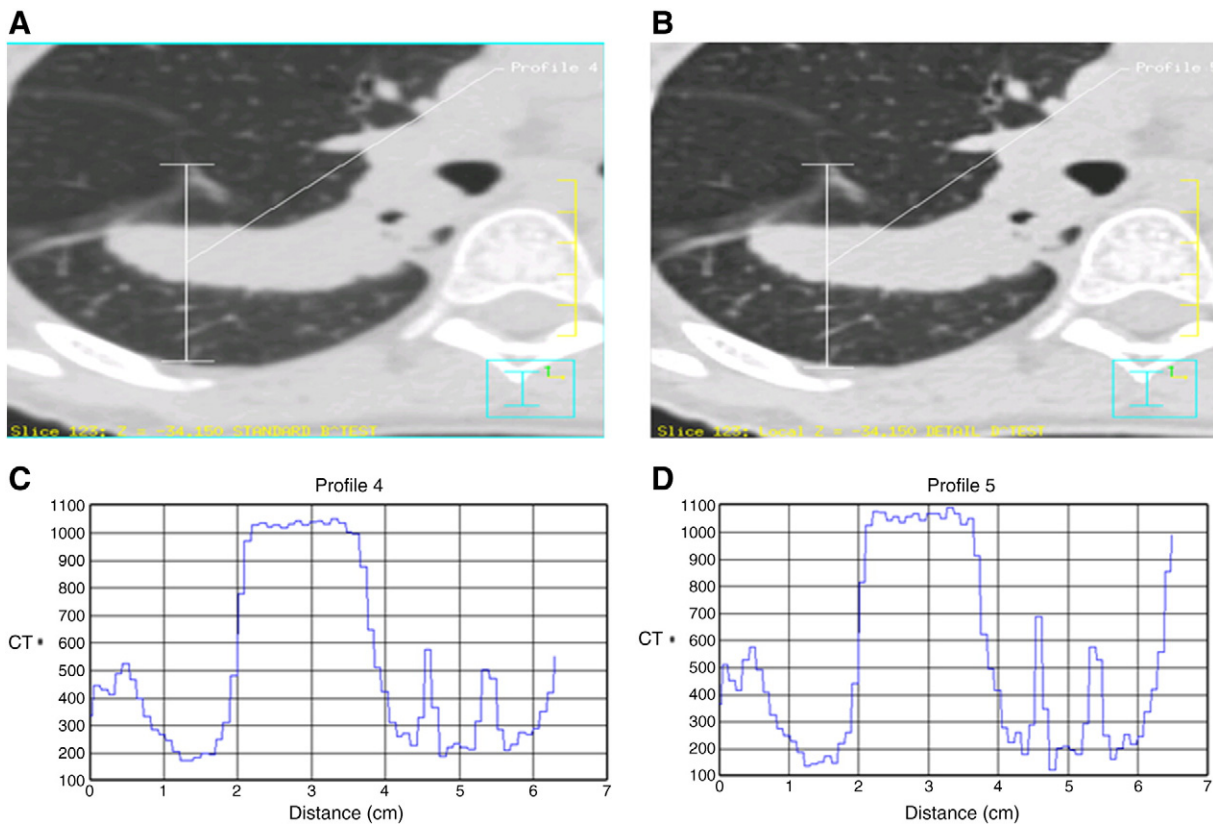 A
B
Profile 4
Profile 5
1
1
Slice 123: Z = -34.150 STANDARD B^TEST
Slice 123: Local Z = -34.150 DETAIL B^TEST
C
D
Profile 4
Profile 5
1100
1000
900
800
700
600
500
400
300
200
100
CT
0 1 2 3 4 5 6 7
Distance (cm)
1100
1000
900
800
700
600
500
400
300
200
100
CT
0 1 2 3 4 5 6 7
Distance (cm)